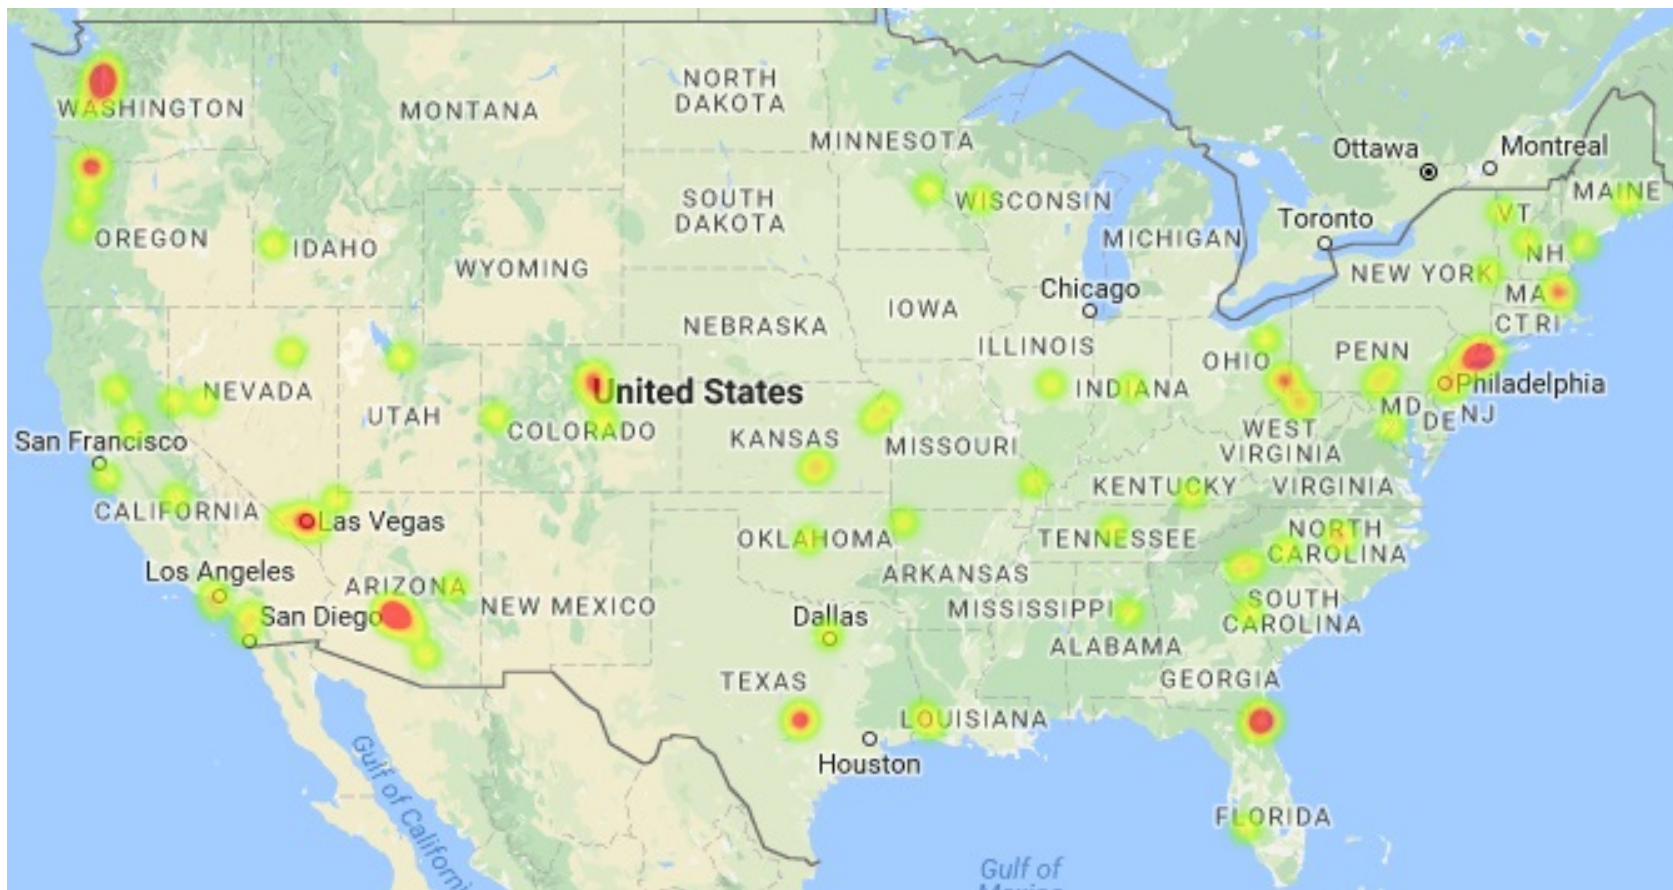 WASHINGTON
MONTANA
NORTH
DAKOTA
MINNESOTA
Ottawa
Montreal
MAINE
VT
SOUTH
DAKOTA
WISCONSIN
Toronto
MICHIGAN
OREGON
IDAHO
WYOMING
NH
NEW YORK
Chicago
MA
IOWA
CT RI
NEBRASKA
ILLINOIS
OHIO
PENN
NEVADA
United States
INDIANA
Philadelphia
UTAH
COLORADO
MD
DE
NJ
San Francisco
KANSAS
MISSOURI
WEST
VIRGINIA
CALIFORNIA
KENTUCKY
VIRGINIA
Las Vegas
OKLAHOMA
TENNESSEE
NORTH
CAROLINA
Los Angeles
ARIZONA
ARKANSAS
San Diego
NEW MEXICO
Dallas
MISSISSIPPI
SOUTH
CAROLINA
ALABAMA
TEXAS
GEORGIA
LOUISIANA
Houston
Gulf of California
FLORIDA
Gulf of